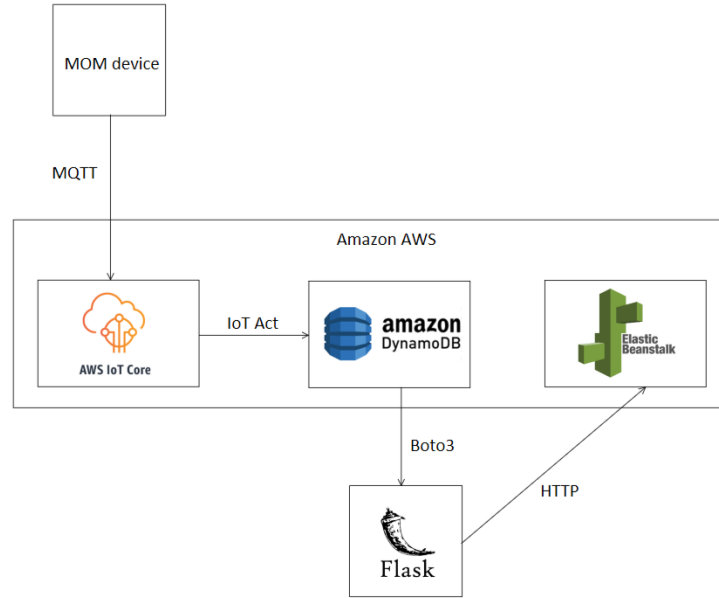 MOM device
MQTT
Amazon AWS
AWS IoT Core
IoT Act
amazon
DynamoDB
Elastic
Beanstalk
Boto3
HTTP
Flask